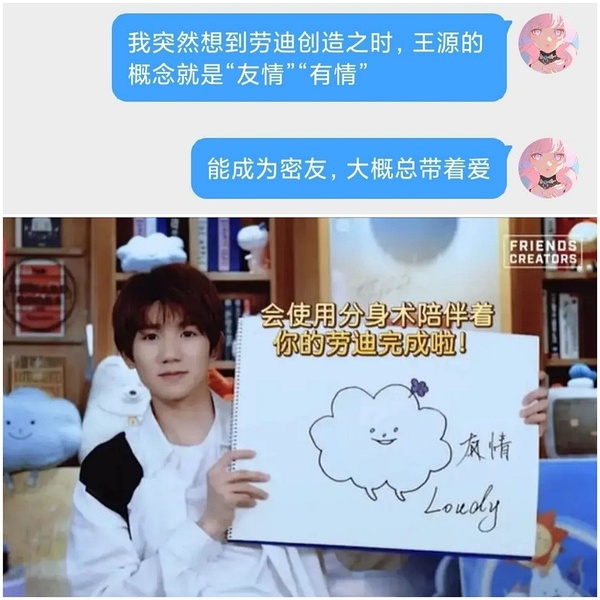 我突然想到劳迪创造之时，王源的
概念就是“友情”“有情”
能成为密友，大概总带着爱
FRIENDS
CREATORS
会使用分身术陪伴着
你的劳迪完成啦！
友情
Loudy